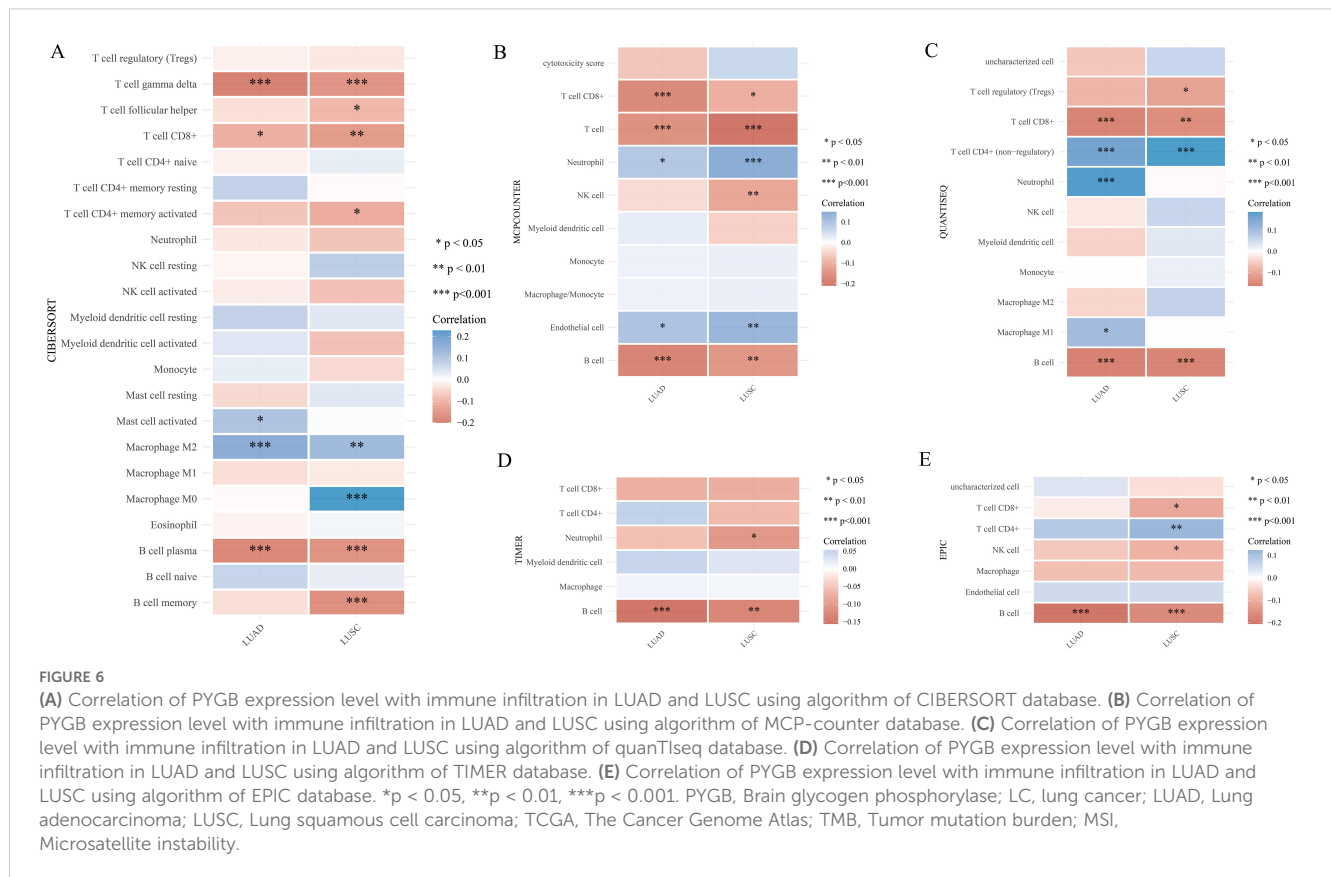 A
CIBERSORT
T cell regulatory (Tregs)
T cell gamma delta *** ***
T cell follicular helper *
T cell CD8+ * **
T cell CD4+ naive
T cell CD4+ memory resting
T cell CD4+ memory activated *
Neutrophil
NK cell resting
NK cell activated
Myeloid dendritic cell resting
Myeloid dendritic cell activated
Monocyte
Mast cell resting
Mast cell activated *
Macrophage M2 *** **
Macrophage M1
Macrophage M0 ***
Eosinophil
B cell plasma *** ***
B cell naive
B cell memory ***
LUAD LUSC
* p < 0.05
** p < 0.01
*** p<0.001
Correlation
0.2
0.1
0.0
−0.1
−0.2
B
MCPCOUNTER
cytotoxicity score
T cell CD8+ *** *
T cell *** ***
Neutrophil * ***
NK cell **
Myeloid dendritic cell
Monocyte
Macrophage/Monocyte
Endothelial cell * **
B cell *** **
LUAD LUSC
* p < 0.05
** p < 0.01
*** p<0.001
Correlation
0.1
0.0
−0.1
−0.2
C
QUANTISEQ
uncharacterized cell
T cell regulatory (Tregs) *
T cell CD8+ *** **
T cell CD4+ (non-regulatory) *** ***
Neutrophil ***
NK cell
Myeloid dendritic cell
Monocyte
Macrophage M2
Macrophage M1 *
B cell *** ***
LUAD LUSC
* p < 0.05
** p < 0.01
*** p<0.001
Correlation
0.1
0.0
−0.1
D
TIMER
T cell CD8+
T cell CD4+
Neutrophil *
Myeloid dendritic cell
Macrophage
B cell *** **
LUAD LUSC
* p < 0.05
** p < 0.01
*** p<0.001
Correlation
0.05
0.00
−0.05
−0.10
−0.15
E
EPIC
uncharacterized cell
T cell CD8+ *
T cell CD4+ **
NK cell *
Macrophage
Endothelial cell
B cell *** ***
LUAD LUSC
* p < 0.05
** p < 0.01
*** p<0.001
Correlation
0.1
0.0
−0.1
−0.2
FIGURE 6
(A) Correlation of PYGB expression level with immune infiltration in LUAD and LUSC using algorithm of CIBERSORT database. (B) Correlation of
PYGB expression level with immune infiltration in LUAD and LUSC using algorithm of MCP-counter database. (C) Correlation of PYGB expression
level with immune infiltration in LUAD and LUSC using algorithm of quanTIseq database. (D) Correlation of PYGB expression level with immune
infiltration in LUAD and LUSC using algorithm of TIMER database. (E) Correlation of PYGB expression level with immune infiltration in LUAD and
LUSC using algorithm of EPIC database. *p < 0.05, **p < 0.01, ***p < 0.001. PYGB, Brain glycogen phosphorylase; LC, lung cancer; LUAD, Lung
adenocarcinoma; LUSC, Lung squamous cell carcinoma; TCGA, The Cancer Genome Atlas; TMB, Tumor mutation burden; MSI,
Microsatellite instability.